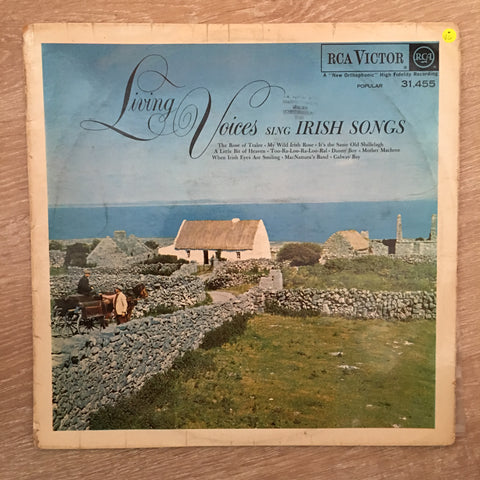 RCA VICTOR RCA
A "New Orthophonic" High Fidelity Recording
POPULAR 31.455
Living
Voices SING IRISH SONGS
The Rose of Tralee - My Wild Irish Rose - It's the Same Old Shillelagh
A Little Bit of Heaven - Too-Ra-Loo-Ra-Loo-Ral - Danny Boy - Mother Machree
When Irish Eyes Are Smiling - MacNamara's Band - Galway Bay